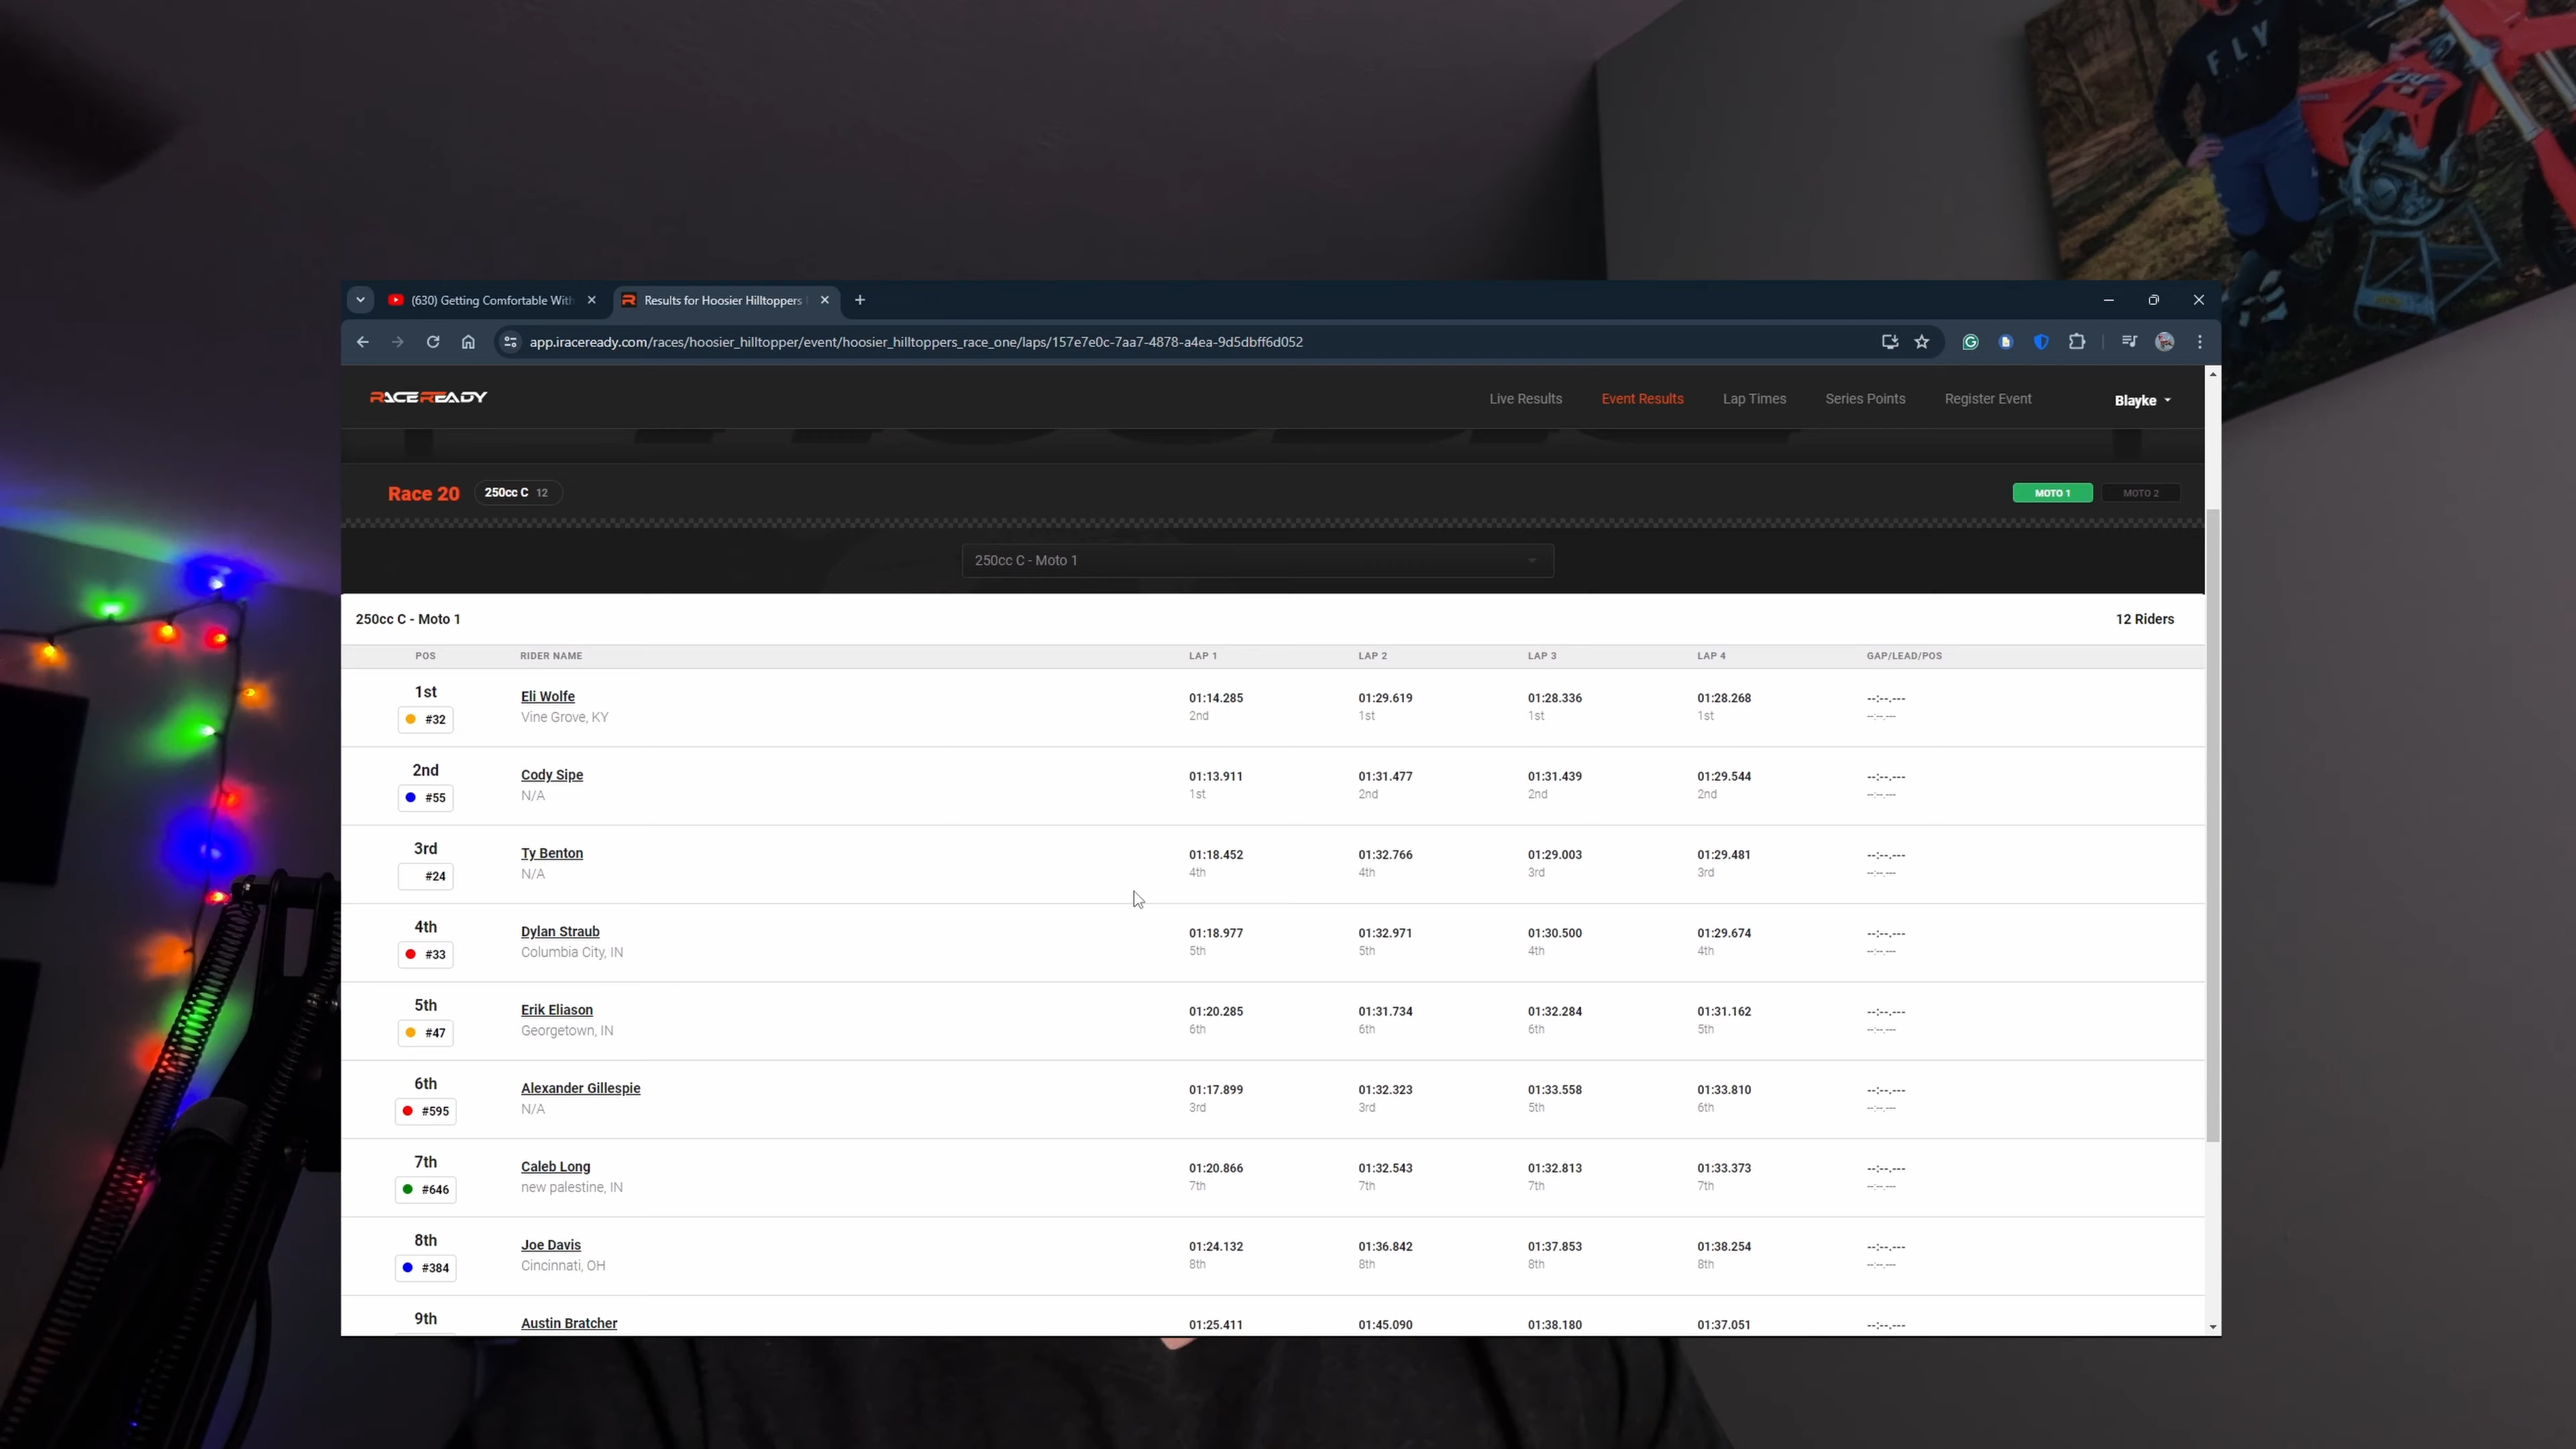 FLY
CRF
(630) Getting Comfortable With
Results for Hoosier Hilltoppers
app.iraceready.com/races/hoosier_hilltopper/event/hoosier_hilltoppers_race_one/laps/157e7e0c-7aa7-4878-a4ea-9d5dbff6d052
RACEREADY
Live Results Event Results Lap Times Series Points Register Event Blayke
Race 20 250cc C 12 MOTO 1 MOTO 2
250cc C - Moto 1
250cc C - Moto 1 12 Riders
POS RIDER NAME LAP 1 LAP 2 LAP 3 LAP 4 GAP/LEAD/POS
1st Eli Wolfe 01:14.285 01:29.619 01:28.336 01:28.268 --:--.---
#32 Vine Grove, KY 2nd 1st 1st 1st --:--.---
2nd Cody Sipe 01:13.911 01:31.477 01:31.439 01:29.544 --:--.---
#55 N/A 1st 2nd 2nd 2nd --:--.---
3rd Ty Benton 01:18.452 01:32.766 01:29.003 01:29.481 --:--.---
#24 N/A 4th 4th 3rd 3rd --:--.---
4th Dylan Straub 01:18.977 01:32.971 01:30.500 01:29.674 --:--.---
#33 Columbia City, IN 5th 5th 4th 4th --:--.---
5th Erik Eliason 01:20.285 01:31.734 01:32.284 01:31.162 --:--.---
#47 Georgetown, IN 6th 6th 6th 5th --:--.---
6th Alexander Gillespie 01:17.899 01:32.323 01:33.558 01:33.810 --:--.---
#595 N/A 3rd 3rd 5th 6th --:--.---
7th Caleb Long 01:20.866 01:32.543 01:32.813 01:33.373 --:--.---
#646 new palestine, IN 7th 7th 7th 7th --:--.---
8th Joe Davis 01:24.132 01:36.842 01:37.853 01:38.254 --:--.---
#384 Cincinnati, OH 8th 8th 8th 8th --:--.---
9th Austin Bratcher 01:25.411 01:45.090 01:38.180 01:37.051 --:--.---